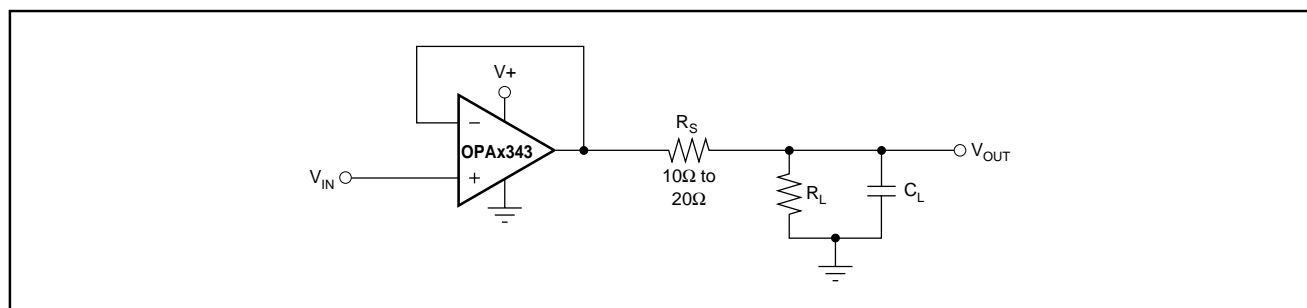 V+
−
OPAx343
+
V_IN
R_S
10Ω to
20Ω
V_OUT
R_L
C_L